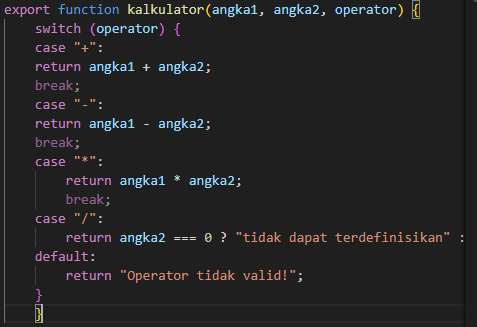 export function kalkulator(angka1, angka2, operator) {
switch (operator) {
case "+":
return angka1 + angka2;
break;
case "-":
return angka1 - angka2;
break;
case "*":
return angka1 * angka2;
break;
case "/":
return angka2 === 0 ? "tidak dapat terdefinisikan" :
default:
return "Operator tidak valid!";
}
}